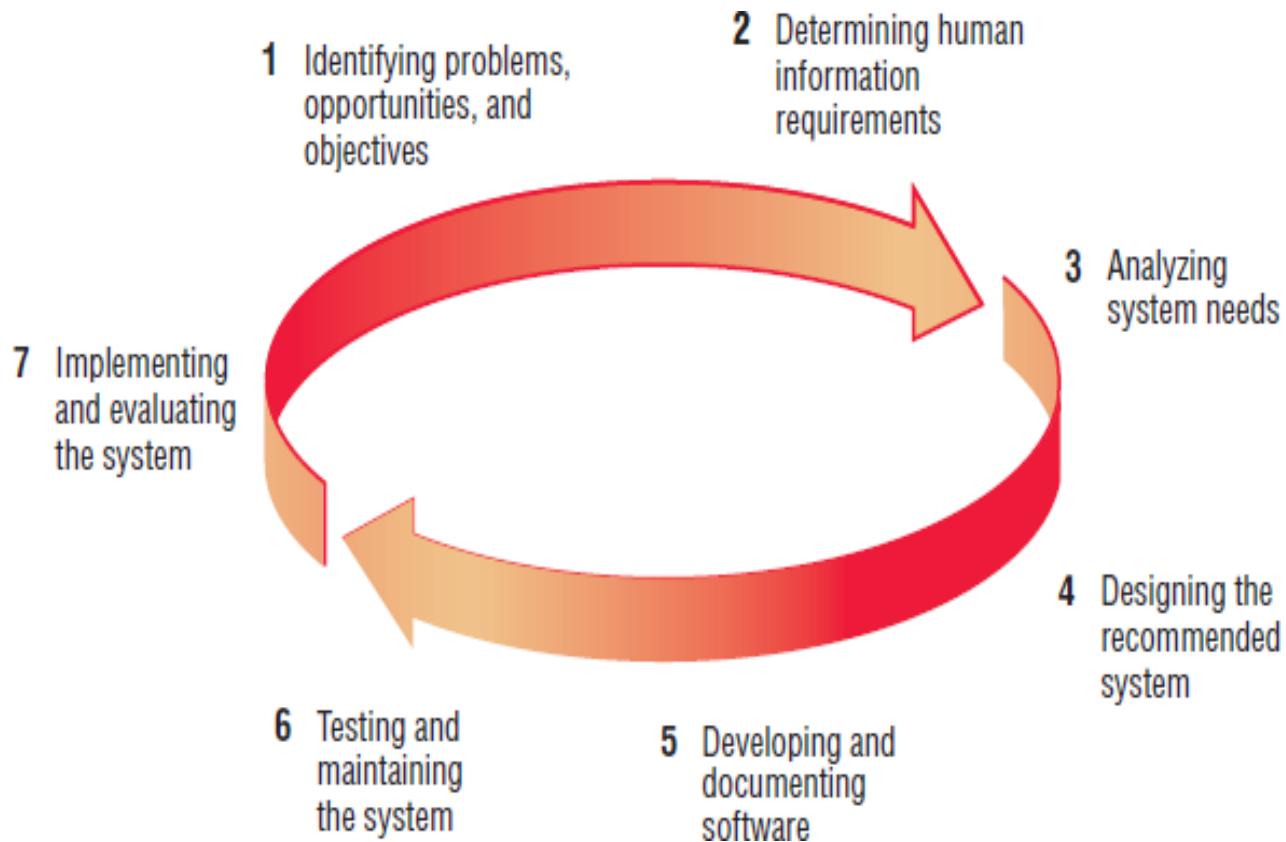 1 Identifying problems,
opportunities, and
objectives
2 Determining human
information
requirements
3 Analyzing
system needs
4 Designing the
recommended
system
5 Developing and
documenting
software
6 Testing and
maintaining
the system
7 Implementing
and evaluating
the system